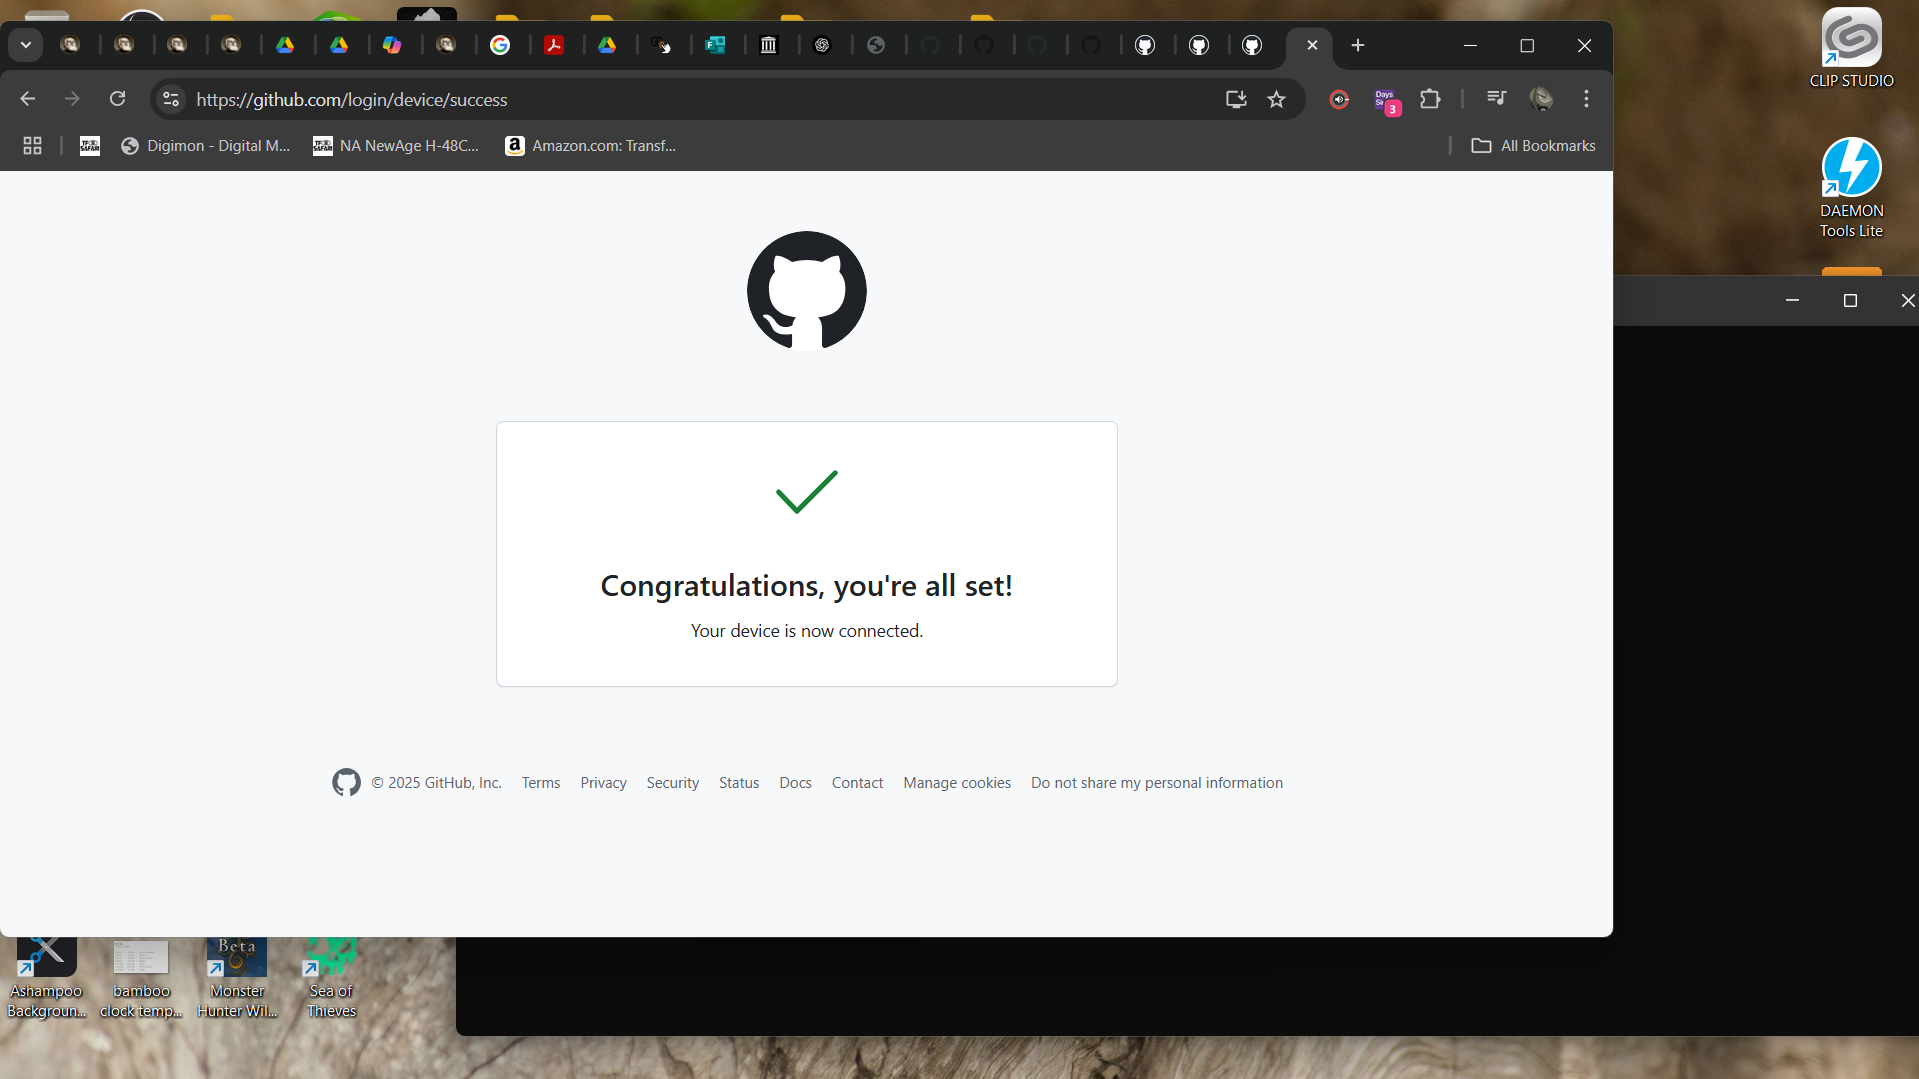 https://github.com/login/device/success
Days
3
Digimon - Digital M...
NA NewAge H-48C...
Amazon.com: Transf...
All Bookmarks
Congratulations, you're all set!
Your device is now connected.
© 2025 GitHub, Inc. Terms Privacy Security Status Docs Contact Manage cookies Do not share my personal information
CLIP STUDIO
DAEMON
Tools Lite
Beta
Ashampoo
Backgroun...
bamboo
clock temp...
Monster
Hunter Wil...
Sea of
Thieves